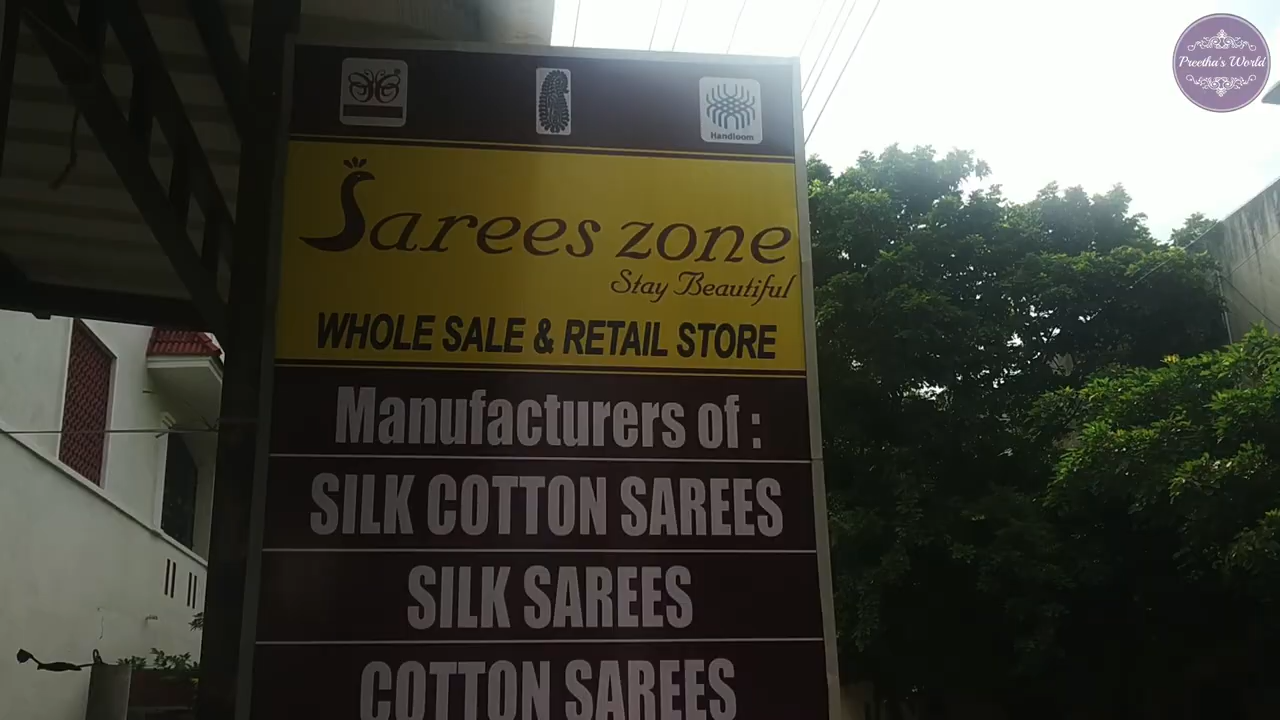 Preetha's World
Handloom
Sarees zone
Stay Beautiful
WHOLE SALE & RETAIL STORE
Manufacturers of :
SILK COTTON SAREES
SILK SAREES
COTTON SAREES